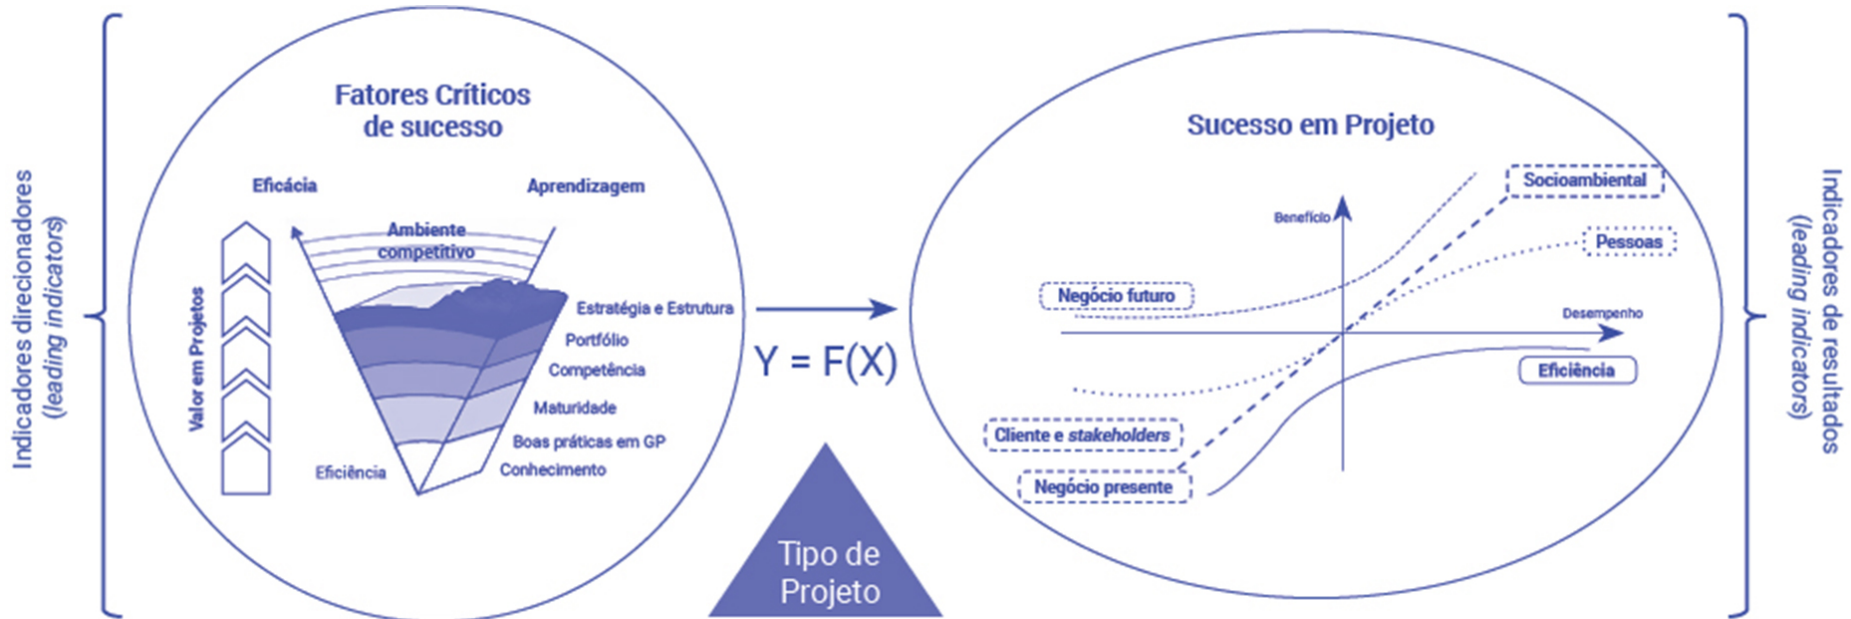 Indicadores direcionadores
(leading indicators)
Fatores Críticos
de sucesso
Eficácia
Aprendizagem
Ambiente
competitivo
Valor em Projetos
Estratégia e Estrutura
Portfólio
Competência
Maturidade
Boas práticas em GP
Conhecimento
Eficiência
Y = F(X)
Tipo de
Projeto
Sucesso em Projeto
Benefício
Socioambiental
Pessoas
Negócio futuro
Desempenho
Eficiência
Cliente e stakeholders
Negócio presente
Indicadores de resultados
(leading indicators)